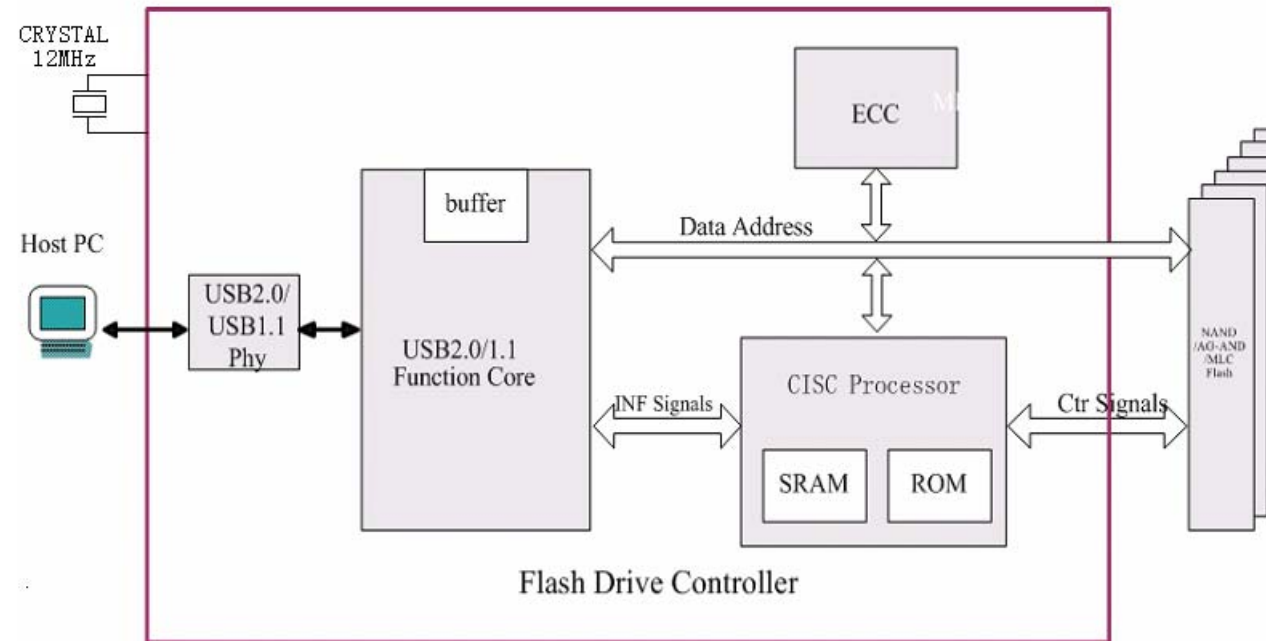 CRYSTAL
12MHz
ECC
buffer
Data Address
Host PC
USB2.0/
USB1.1
Phy
USB2.0/1.1
Function Core
NAND
/AG-AND
/MLC
Flash
CISC Processor
INF Signals
Ctr Signals
SRAM
ROM
Flash Drive Controller